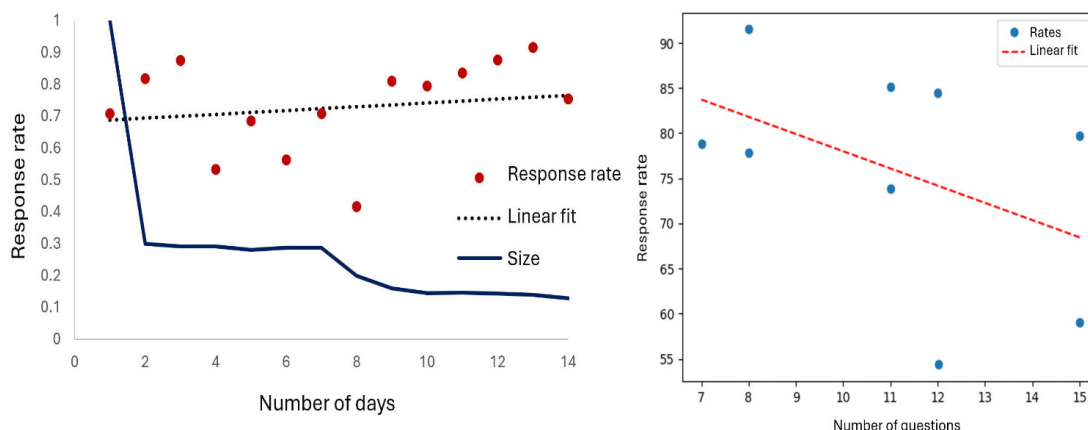 Response rate
1
0.9
0.8
0.7
0.6
0.5
0.4
0.3
0.2
0.1
0
0 2 4 6 8 10 12 14
Number of days
Response rate
Linear fit
Size
Response rate
90
85
80
75
70
65
60
55
7 8 9 10 11 12 13 14 15
Number of questions
Rates
Linear fit